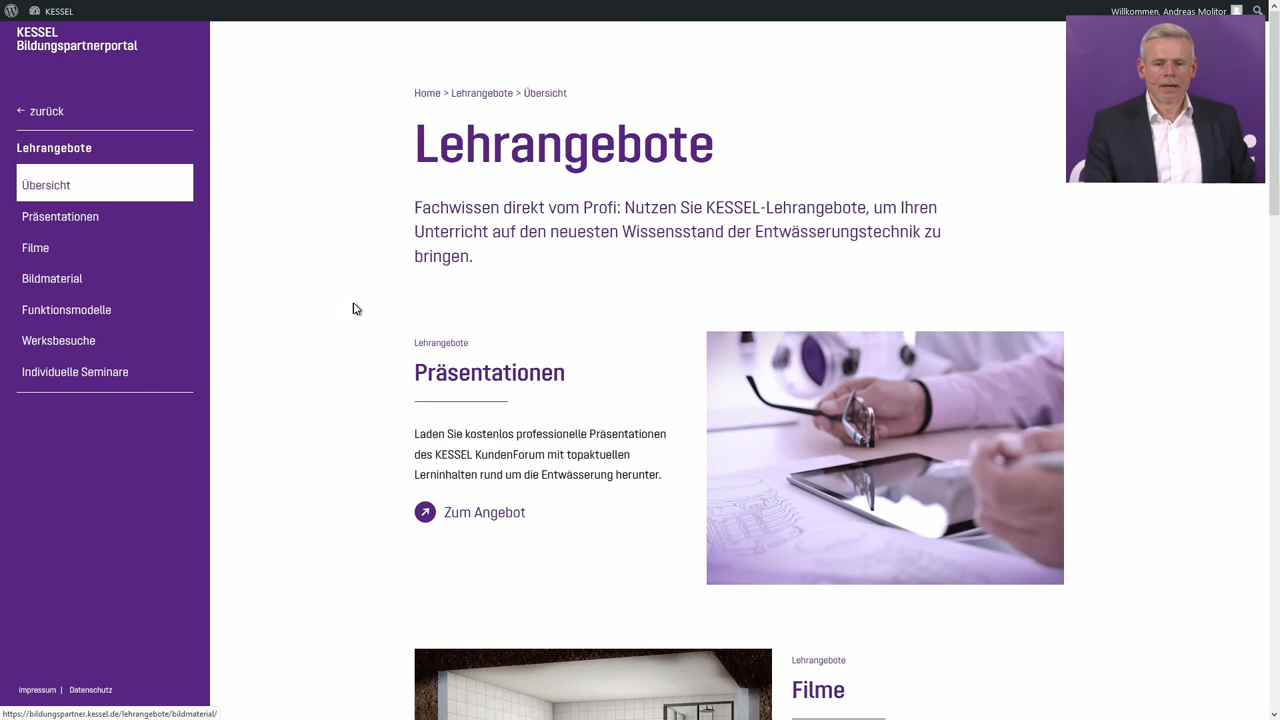 KESSEL
Willkommen, Andreas Molitor
KESSEL
Bildungspartnerportal
← zurück
Lehrangebote
Übersicht
Präsentationen
Filme
Bildmaterial
Funktionsmodelle
Werksbesuche
Individuelle Seminare
Impressum | Datenschutz
https://bildungspartner.kessel.de/lehrangebote/bildmaterial/
Home > Lehrangebote > Übersicht
Lehrangebote
Fachwissen direkt vom Profi: Nutzen Sie KESSEL-Lehrangebote, um Ihren
Unterricht auf den neuesten Wissensstand der Entwässerungstechnik zu
bringen.
Lehrangebote
Präsentationen
Laden Sie kostenlos professionelle Präsentationen
des KESSEL KundenForum mit topaktuellen
Lerninhalten rund um die Entwässerung herunter.
Zum Angebot
Lehrangebote
Filme